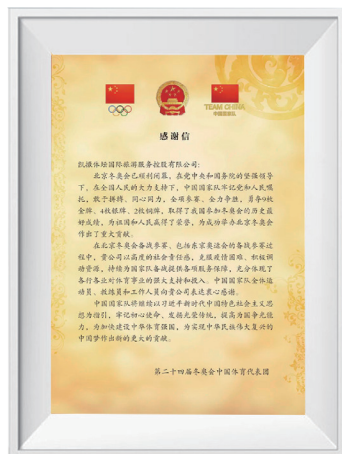 TEAM CHINA
中国国家队
感谢信
凯撒体坛国际旅游服务控股有限公司:
北京冬奥会已顺利闭幕,在党中央和国务院的坚强领导
下,在全国人民的大力支持下,中国国家队牢记党和人民嘱
托,敢于拼搏、同心同力,全项参赛、全力争胜,勇夺9枚
金牌、4枚银牌、2枚铜牌,取得了我国参加冬奥会的历史最
好成绩,为祖国和人民赢得了荣誉,为成功举办北京冬奥会
作出了重大贡献。
在北京冬奥会备战参赛、包括东京奥运会的备战参赛过
程中,贵公司以高度的社会责任感,克服疫情困难、积极调
动资源,持续为国家队备战提供各项服务保障,充分体现了
各行各业对体育事业的强大支持和投入。中国国家队全体运
动员、教练员和工作人员向贵公司表达衷心感谢。
中国国家队将继续以习近平新时代中国特色社会主义思
想为指引,牢记初心使命、发扬光荣传统,提高为国争光能
力,为加快建设中华体育强国,为实现中华民族伟大复兴的
中国梦作出新的更大的贡献。
第二十四届冬奥会中国体育代表团